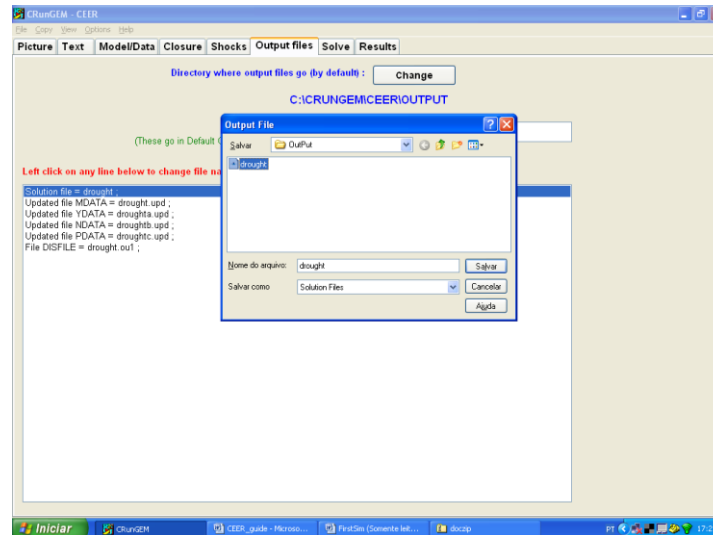 CRunGEM - CEER
File Copy View Options Help
Picture Text Model/Data Closure Shocks Output files Solve Results
Directory where output files go (by default) : Change
C:\CRUNGEM\CEER\OUTPUT
(These go in Default
Left click on any line below to change file na
Solution file = drought ;
Updated file MDATA = drought.upd ;
Updated file YDATA = droughta.upd ;
Updated file NDATA = droughtb.upd ;
Updated file PDATA = droughtc.upd ;
File DISFILE = drought.ou1 ;
Output File
Salvar OutPut
drought
Nome do arquivo: drought Salvar
Salvar como Solution Files Cancelar
Ajuda
Iniciar CRunGEM CEER_guide - Microso... FirstSim (Somente leit... doczip PT 17:2